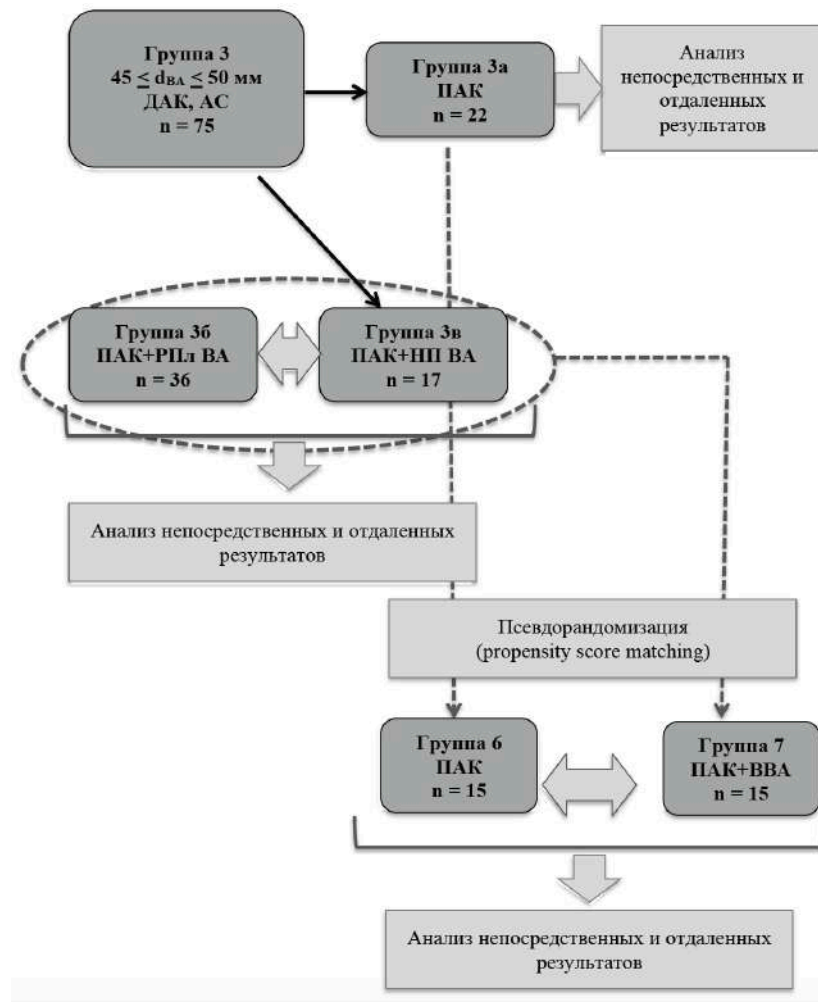 Группа 3
45 ≤ dВА ≤ 50 мм
ДАК, АС
n = 75
Группа 3а
ПАК
n = 22
Анализ
непосредственных и
отдаленных
результатов
Группа 3б
ПАК+РПл ВА
n = 36
Группа 3в
ПАК+НП ВА
n = 17
Анализ непосредственных и отдаленных
результатов
Псевдорандомизация
(propensity score matching)
Группа 6
ПАК
n = 15
Группа 7
ПАК+ВВА
n = 15
Анализ непосредственных и отдаленных
результатов